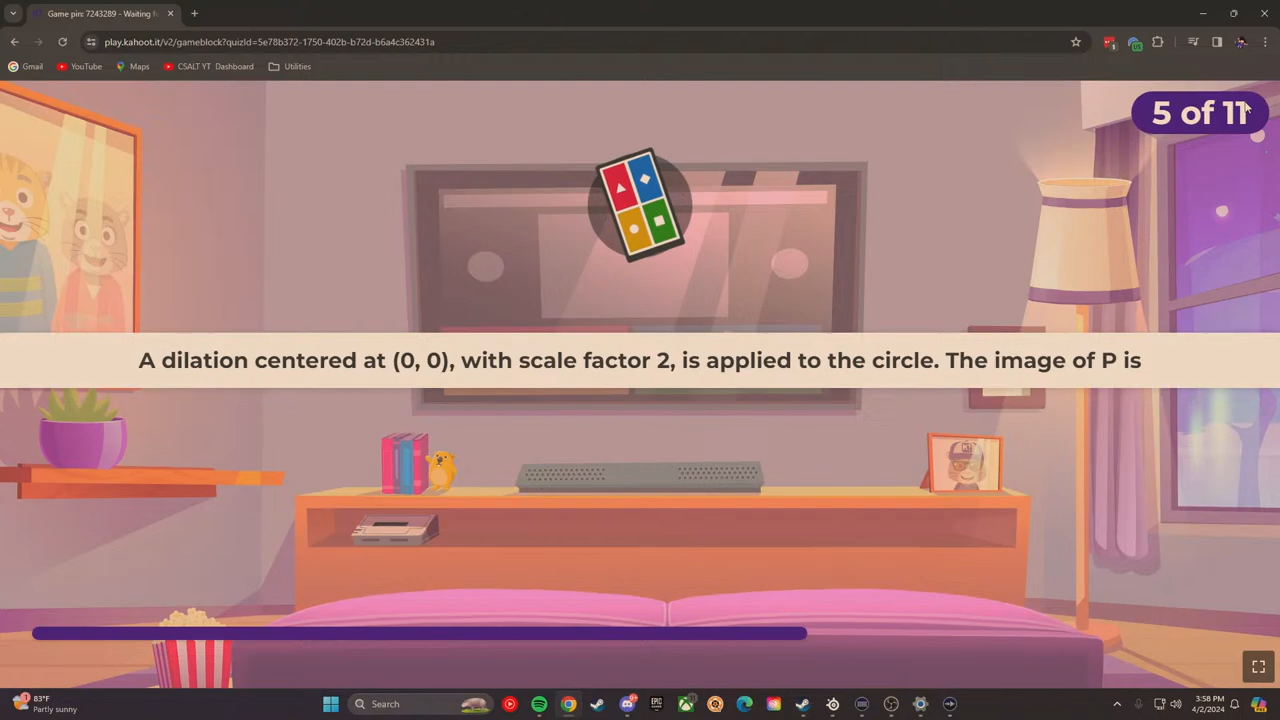 Game pin: 7243289 – Waiting f
play.kahoot.it/v2/gameblock?quizId=5e78b372-1750-402b-b72d-b6a4c362431a
Gmail
YouTube
Maps
CSALT YT Dashboard
Utilities
5 of 11
A dilation centered at (0, 0), with scale factor 2, is applied to the circle. The image of P is
83°F
Partly sunny
Search
3:58 PM
4/2/2024